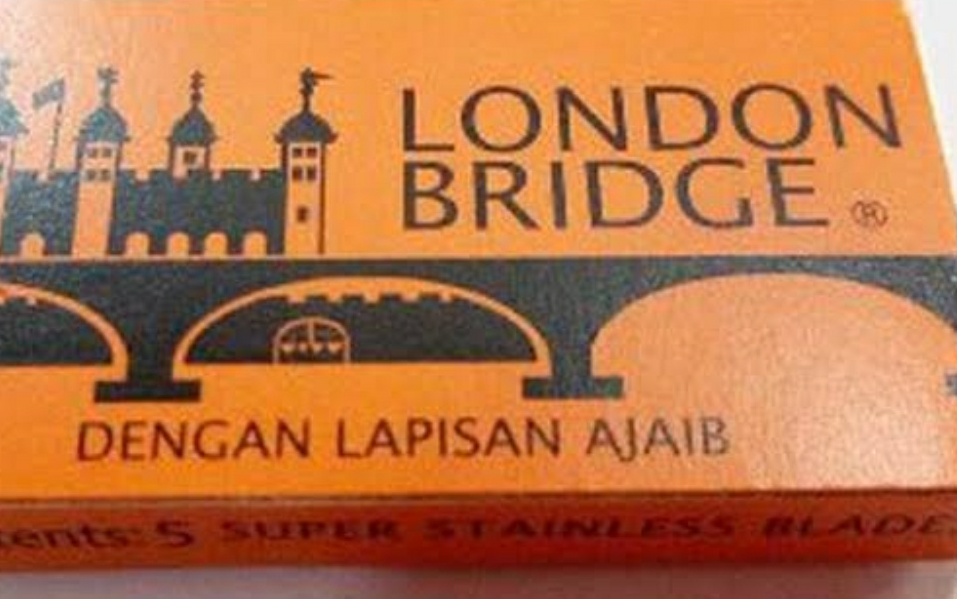 LONDON
BRIDGE ®
DENGAN LAPISAN AJAIB
5 SUPER STAINLESS